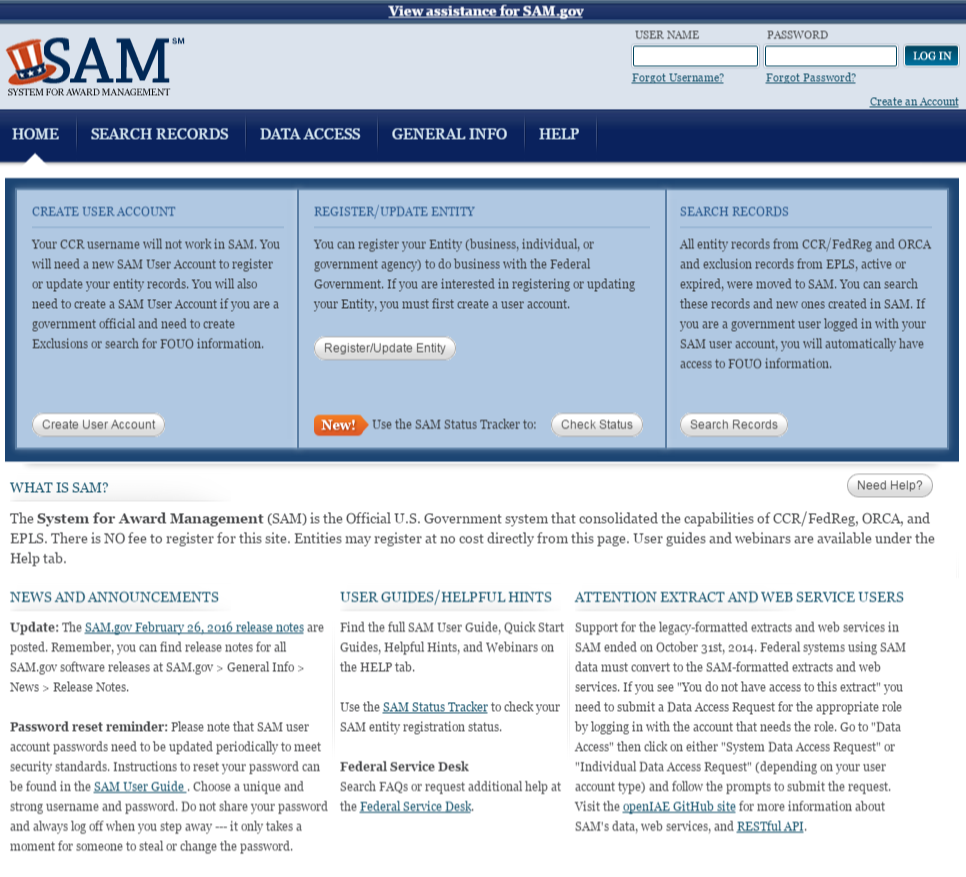 View assistance for SAM.gov
SAM SM
SYSTEM FOR AWARD MANAGEMENT
USER NAME
PASSWORD
LOG IN
Forgot Username?
Forgot Password?
Create an Account
HOME
SEARCH RECORDS
DATA ACCESS
GENERAL INFO
HELP
CREATE USER ACCOUNT
Your CCR username will not work in SAM. You
will need a new SAM User Account to register
or update your entity records. You will also
need to create a SAM User Account if you are a
government official and need to create
Exclusions or search for FOUO information.
Create User Account
REGISTER/UPDATE ENTITY
You can register your Entity (business, individual, or
government agency) to do business with the Federal
Government. If you are interested in registering or updating
your Entity, you must first create a user account.
Register/Update Entity
New! Use the SAM Status Tracker to:
Check Status
SEARCH RECORDS
All entity records from CCR/FedReg and ORCA
and exclusion records from EPLS, active or
expired, were moved to SAM. You can search
these records and new ones created in SAM. If
you are a government user logged in with your
SAM user account, you will automatically have
access to FOUO information.
Search Records
WHAT IS SAM?
Need Help?
The System for Award Management (SAM) is the Official U.S. Government system that consolidated the capabilities of CCR/FedReg, ORCA, and
EPLS. There is NO fee to register for this site. Entities may register at no cost directly from this page. User guides and webinars are available under the
Help tab.
NEWS AND ANNOUNCEMENTS
Update: The SAM.gov February 26, 2016 release notes are
posted. Remember, you can find release notes for all
SAM.gov software releases at SAM.gov > General Info >
News > Release Notes.
Password reset reminder: Please note that SAM user
account passwords need to be updated periodically to meet
security standards. Instructions to reset your password can
be found in the SAM User Guide . Choose a unique and
strong username and password. Do not share your password
and always log off when you step away --- it only takes a
moment for someone to steal or change the password.
USER GUIDES/HELPFUL HINTS
Find the full SAM User Guide, Quick Start
Guides, Helpful Hints, and Webinars on
the HELP tab.
Use the SAM Status Tracker to check your
SAM entity registration status.
Federal Service Desk
Search FAQs or request additional help at
the Federal Service Desk.
ATTENTION EXTRACT AND WEB SERVICE USERS
Support for the legacy-formatted extracts and web services in
SAM ended on October 31st, 2014. Federal systems using SAM
data must convert to the SAM-formatted extracts and web
services. If you see "You do not have access to this extract" you
need to submit a Data Access Request for the appropriate role
by logging in with the account that needs the role. Go to "Data
Access" then click on either "System Data Access Request" or
"Individual Data Access Request" (depending on your user
account type) and follow the prompts to submit the request.
Visit the openIAE GitHub site for more information about
SAM's data, web services, and RESTful API.